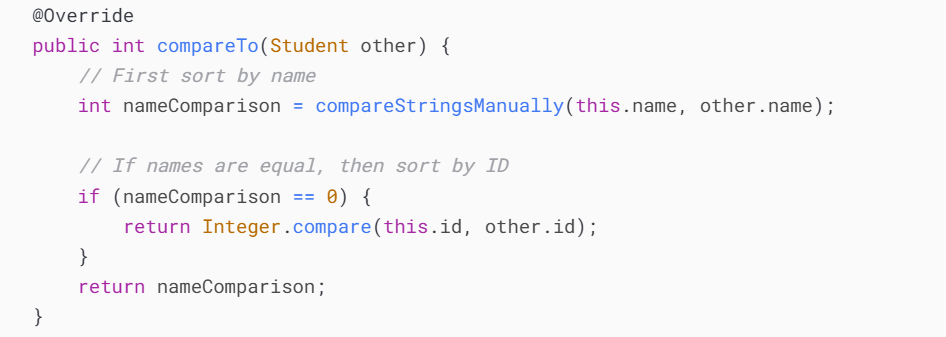 @Override
public int compareTo(Student other) {
    // First sort by name
    int nameComparison = compareStringsManually(this.name, other.name);

    // If names are equal, then sort by ID
    if (nameComparison == 0) {
        return Integer.compare(this.id, other.id);
    }
    return nameComparison;
}